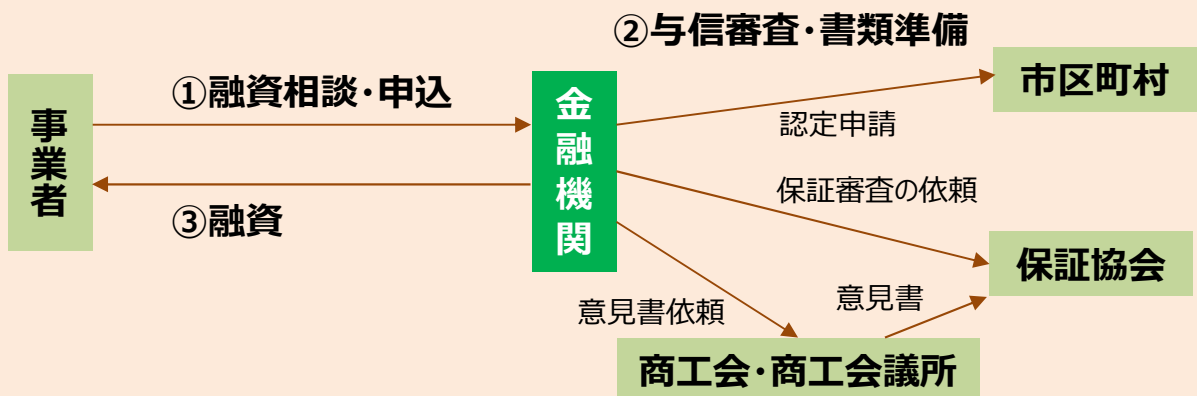 ②与信審査・書類準備
①融資相談・申込
市区町村
事業者
金融機関
認定申請
保証審査の依頼
③融資
保証協会
意見書依頼
意見書
商工会・商工会議所